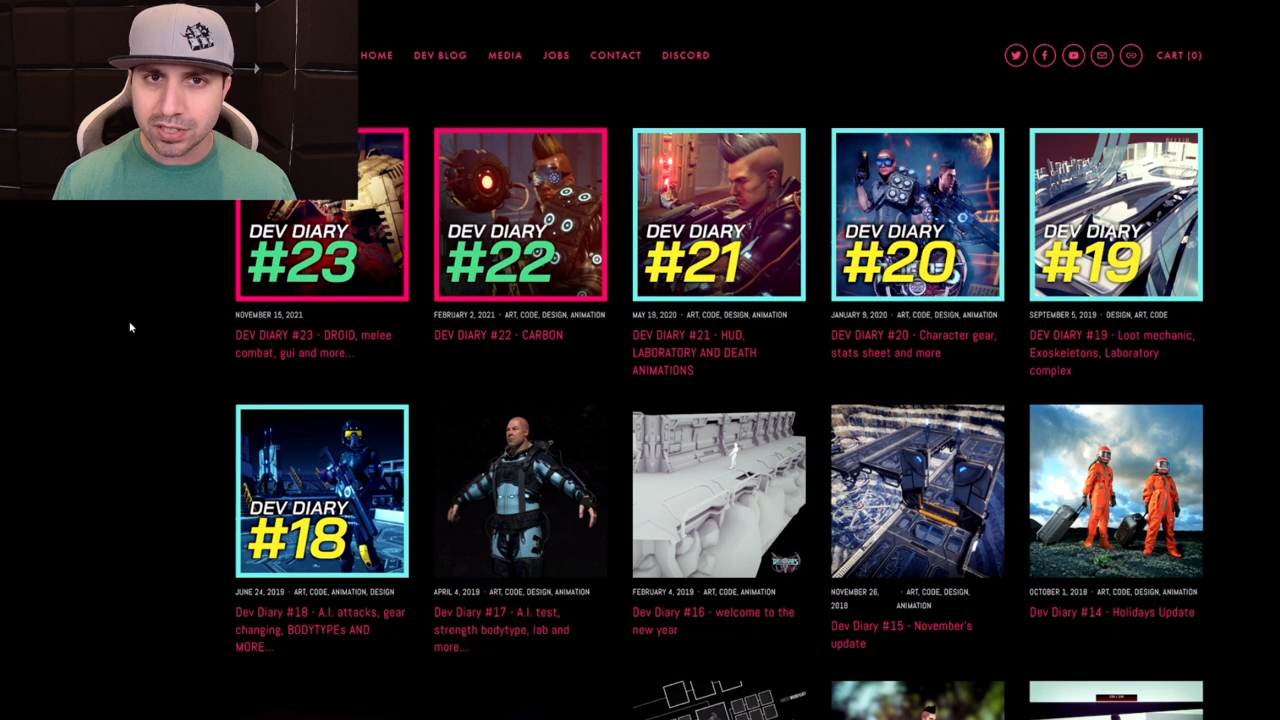 HOME DEV BLOG MEDIA JOBS CONTACT DISCORD CART (0)
DEV DIARY
#23
DEV DIARY
#22
DEV DIARY
#21
DEV DIARY
#20
DEV DIARY
#19
NOVEMBER 15, 2021
DEV DIARY #23 - DROID, melee
combat, gui and more...
FEBRUARY 2, 2021 · ART, CODE, DESIGN, ANIMATION
DEV DIARY #22 - CARBON
MAY 19, 2020 · ART, CODE, DESIGN, ANIMATION
DEV DIARY #21 - HUD,
LABORATORY AND DEATH
ANIMATIONS
JANUARY 9, 2020 · ART, CODE, DESIGN, ANIMATION
DEV DIARY #20 - Character gear,
stats sheet and more
SEPTEMBER 5, 2019 · DESIGN, ART, CODE
DEV DIARY #19 - Loot mechanic,
Exoskeletons, Laboratory
complex
DEV DIARY
#18
JUNE 24, 2019 · ART, CODE, ANIMATION, DESIGN
Dev Diary #18 - A.I. attacks, gear
changing, BODYTYPEs AND
MORE...
APRIL 4, 2019 · ART, CODE, DESIGN, ANIMATION
Dev Diary #17 - A.I. test,
strength bodytype, lab and
more...
FEBRUARY 4, 2019 · ART, CODE, ANIMATION
Dev Diary #16 - welcome to the
new year
NOVEMBER 26, 2018 · ART, CODE, DESIGN, ANIMATION
Dev Diary #15 - November's
update
OCTOBER 1, 2018 · ART, CODE, DESIGN, ANIMATION
Dev Diary #14 - Holidays Update